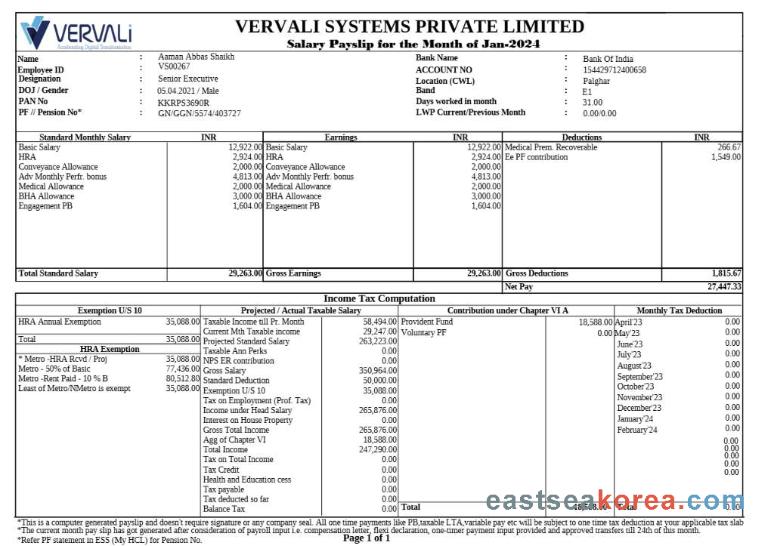 VERVALI
Accelerating Digital Transformation
VERVALI SYSTEMS PRIVATE LIMITED
Salary Payslip for the Month of Jan-2024
Name : Aaman Abbas Shaikh Bank Name : Bank Of India
Employee ID : VS00267 ACCOUNT NO : 154429712400658
Designation : Senior Executive Location (CWL) : Palghar
DOJ / Gender : 05.04.2021 / Male Band : E1
PAN No : KKRPS3690R Days worked in month : 31.00
PF // Pension No* : GN/GGN/5574/403727 LWP Current/Previous Month : 0.00/0.00
Standard Monthly Salary INR Earnings INR Deductions INR
Basic Salary 12,922.00 Basic Salary 12,922.00 Medical Prem. Recoverable 266.67
HRA 2,924.00 HRA 2,924.00 Ee PF contribution 1,549.00
Conveyance Allowance 2,000.00 Conveyance Allowance 2,000.00
Adv Monthly Perfr. bonus 4,813.00 Adv Monthly Perfr. bonus 4,813.00
Medical Allowance 2,000.00 Medical Allowance 2,000.00
BHA Allowance 3,000.00 BHA Allowance 3,000.00
Engagement PB 1,604.00 Engagement PB 1,604.00
Total Standard Salary 29,263.00 Gross Earnings 29,263.00 Gross Deductions 1,815.67
Net Pay 27,447.33
Income Tax Computation
Exemption U/S 10 Projected / Actual Taxable Salary Contribution under Chapter VI A Monthly Tax Deduction
HRA Annual Exemption 35,088.00 Taxable Income till Pr. Month 58,494.00 Provident Fund 18,588.00 April'23 0.00
Current Mth Taxable income 29,247.00 Voluntary PF 0.00 May'23 0.00
Total 35,088.00 Projected Standard Salary 263,223.00 June'23 0.00
HRA Exemption Taxable Ann Perks 0.00 July'23 0.00
* Metro -HRA Rcvd / Proj 35,088.00 NPS ER contribution 0.00 August'23 0.00
Metro - 50% of Basic 77,436.00 Gross Salary 350,964.00 September'23 0.00
Metro -Rent Paid - 10 % B 80,512.80 Standard Deduction 50,000.00 October'23 0.00
Least of Metro/NMetro is exempt 35,088.00 Exemption U/S 10 35,088.00 November'23 0.00
Tax on Employment (Prof. Tax) 0.00 December'23 0.00
Income under Head Salary 265,876.00 January'24 0.00
Interest on House Property 0.00 February'24 0.00
Gross Total Income 265,876.00
Agg of Chapter VI 18,588.00 0.00
Total Income 247,290.00 0.00
Tax on Total Income 0.00 0.00
Tax Credit 0.00 0.00
Health and Education cess 0.00 0.00
Tax payable 0.00
Tax deducted so far 0.00
Balance Tax 0.00 Total 18,588.00 Total 0.00
eastseakorea.com
*This is a computer generated payslip and doesn't require signature or any company seal. All one time payments like PB,taxable LTA,variable pay etc will be subject to one time tax deduction at your applicable tax slab
*The current month pay slip has got generated after consideration of payroll input i.e. compensation letter, flexi declaration, one-timer payment input provided and approved transfers till 24th of this month.
*Refer PF statement in ESS (My HCL) for Pension No.
Page 1 of 1